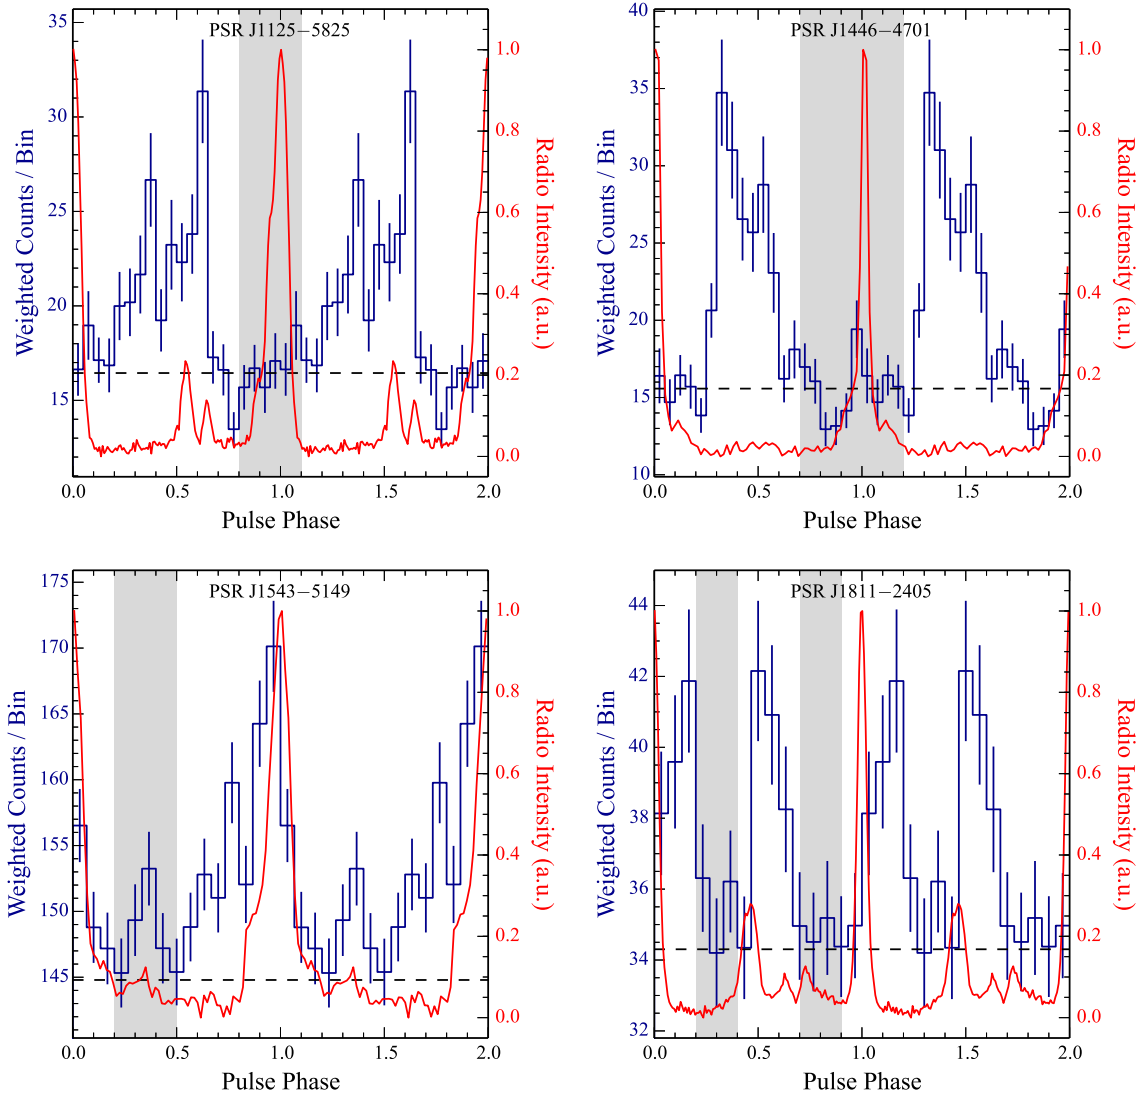 PSR J1125−5825
35
30
25
20
15
Weighted Counts / Bin
1.0
0.8
0.6
0.4
0.2
0.0
Radio Intensity (a.u.)
0.0 0.5 1.0 1.5 2.0
Pulse Phase
PSR J1446−4701
40
35
30
25
20
15
10
Weighted Counts / Bin
1.0
0.8
0.6
0.4
0.2
0.0
Radio Intensity (a.u.)
0.0 0.5 1.0 1.5 2.0
Pulse Phase
PSR J1543−5149
175
170
165
160
155
150
145
Weighted Counts / Bin
1.0
0.8
0.6
0.4
0.2
0.0
Radio Intensity (a.u.)
0.0 0.5 1.0 1.5 2.0
Pulse Phase
PSR J1811−2405
44
42
40
38
36
34
32
Weighted Counts / Bin
1.0
0.8
0.6
0.4
0.2
0.0
Radio Intensity (a.u.)
0.0 0.5 1.0 1.5 2.0
Pulse Phase